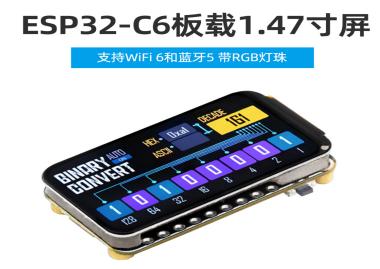 ESP32-C6板载1.47寸屏
支持WiFi 6和蓝牙5 带RGB灯珠
BINARY AUTO
CONVERT
HEX 0xa1
ASCII
DECADE
161
1 0 1 0 0 0 0 1
128 64 32 16 8 4 2 1